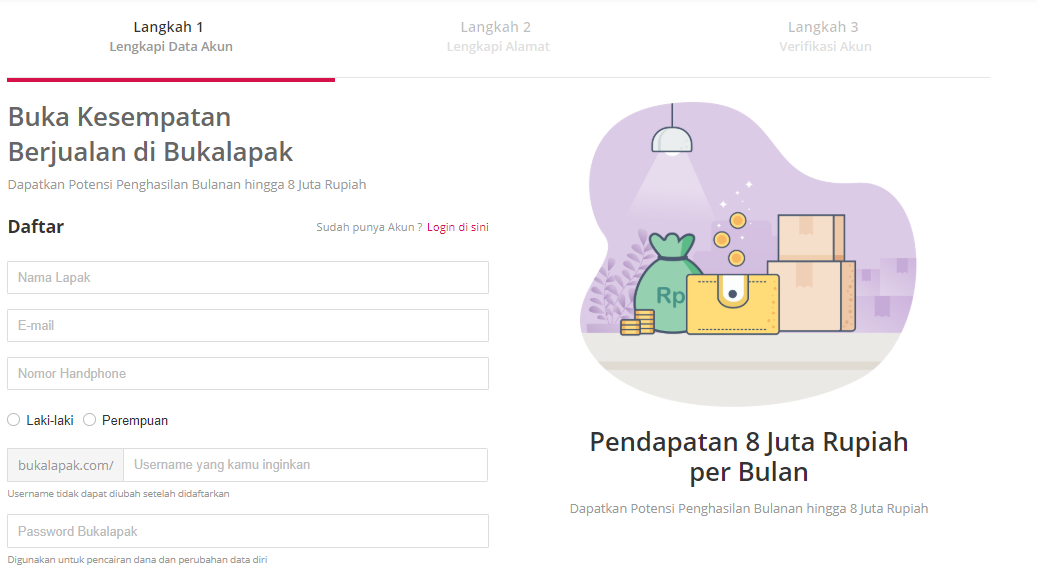 Langkah 1
Lengkapi Data Akun
Langkah 2
Lengkapi Alamat
Langkah 3
Verifikasi Akun
Buka Kesempatan
Berjualan di Bukalapak
Dapatkan Potensi Penghasilan Bulanan hingga 8 Juta Rupiah
Daftar
Sudah punya Akun ? Login di sini
Nama Lapak
E-mail
Nomor Handphone
Laki-laki Perempuan
bukalapak.com/ Username yang kamu inginkan
Username tidak dapat diubah setelah didaftarkan
Password Bukalapak
Digunakan untuk pencairan dana dan perubahan data diri
Rp
Pendapatan 8 Juta Rupiah
per Bulan
Dapatkan Potensi Penghasilan Bulanan hingga 8 Juta Rupiah